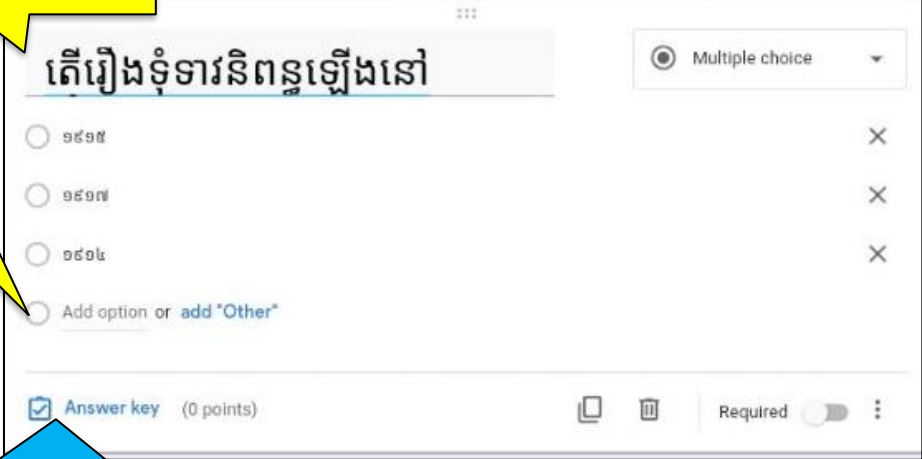 តើរឿងទុំទាវនិពន្ធឡើងនៅ
Multiple choice
១៩១៥
១៩១៧
១៩១៤
Add option or add "Other"
Answer key (0 points)
Required